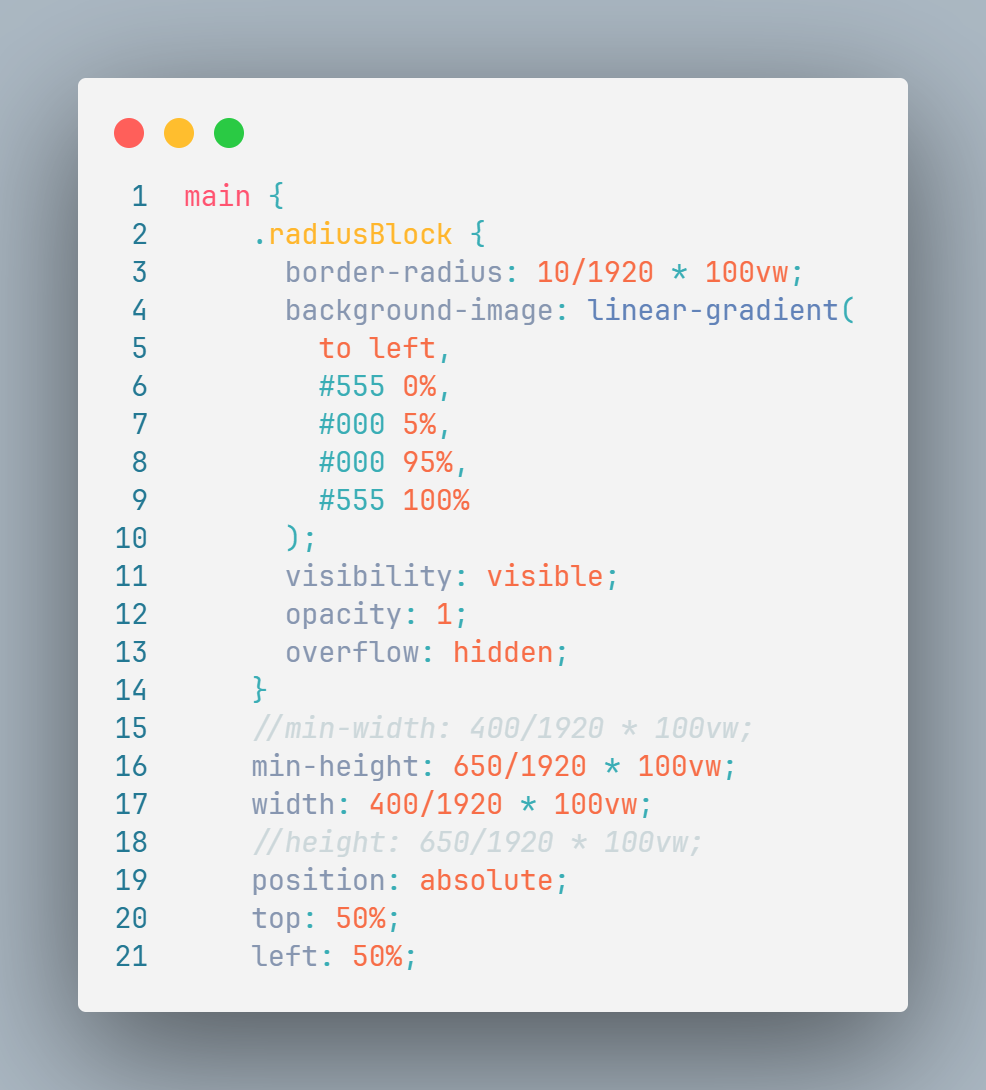 1 main {
2 .radiusBlock {
3 border-radius: 10/1920 * 100vw;
4 background-image: linear-gradient(
5 to left,
6 #555 0%,
7 #000 5%,
8 #000 95%,
9 #555 100%
10 );
11 visibility: visible;
12 opacity: 1;
13 overflow: hidden;
14 }
15 //min-width: 400/1920 * 100vw;
16 min-height: 650/1920 * 100vw;
17 width: 400/1920 * 100vw;
18 //height: 650/1920 * 100vw;
19 position: absolute;
20 top: 50%;
21 left: 50%;